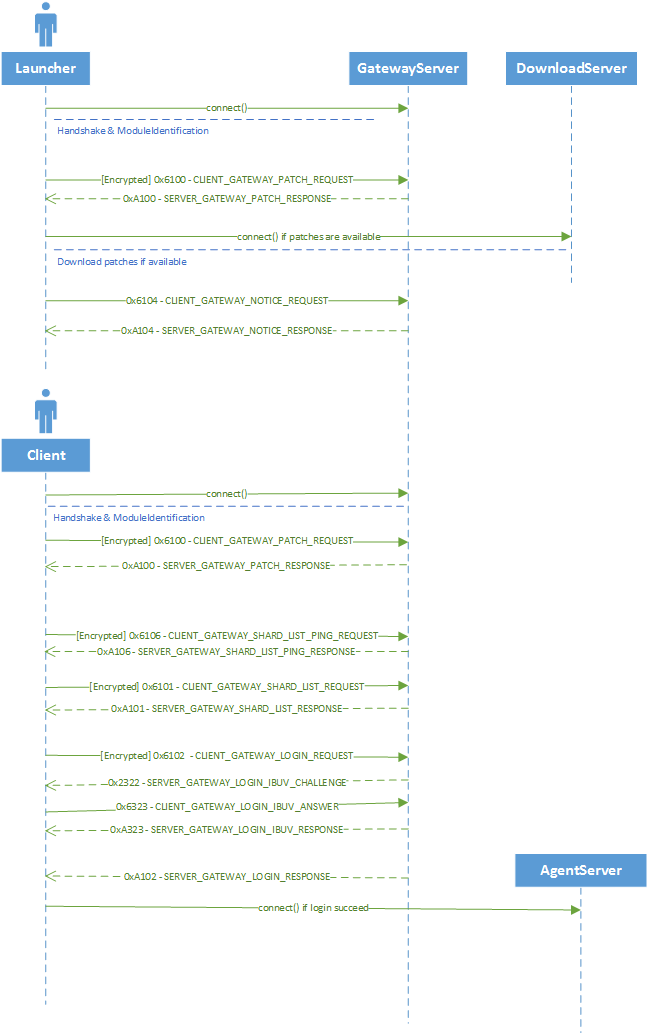 Launcher
GatewayServer
DownloadServer
connect()
Handshake & ModuleIdentification
[Encrypted] 0x6100 - CLIENT_GATEWAY_PATCH_REQUEST
0xA100 - SERVER_GATEWAY_PATCH_RESPONSE
connect() if patches are available
Download patches if available
0x6104 - CLIENT_GATEWAY_NOTICE_REQUEST
0xA104 - SERVER_GATEWAY_NOTICE_RESPONSE
Client
connect()
Handshake & ModuleIdentification
[Encrypted] 0x6100 - CLIENT_GATEWAY_PATCH_REQUEST
0xA100 - SERVER_GATEWAY_PATCH_RESPONSE
[Encrypted] 0x6106 - CLIENT_GATEWAY_SHARD_LIST_PING_REQUEST
0xA106 - SERVER_GATEWAY_SHARD_LIST_PING_RESPONSE
[Encrypted] 0x6101 - CLIENT_GATEWAY_SHARD_LIST_REQUEST
0xA101 - SERVER_GATEWAY_SHARD_LIST_RESPONSE
[Encrypted] 0x6102 - CLIENT_GATEWAY_LOGIN_REQUEST
0x2322 - SERVER_GATEWAY_LOGIN_IBUV_CHALLENGE
0x6323 - CLIENT_GATEWAY_LOGIN_IBUV_ANSWER
0xA323 - SERVER_GATEWAY_LOGIN_IBUV_RESPONSE
0xA102 - SERVER_GATEWAY_LOGIN_RESPONSE
AgentServer
connect() if login succeed